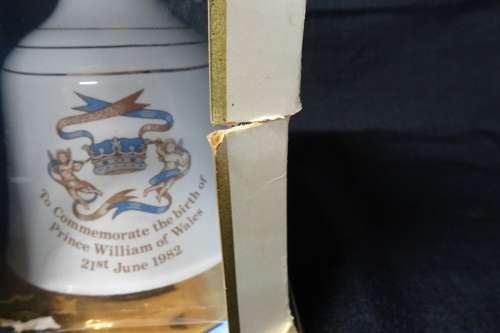 To Commemorate the birth of
Prince William of Wales
21st June 1982